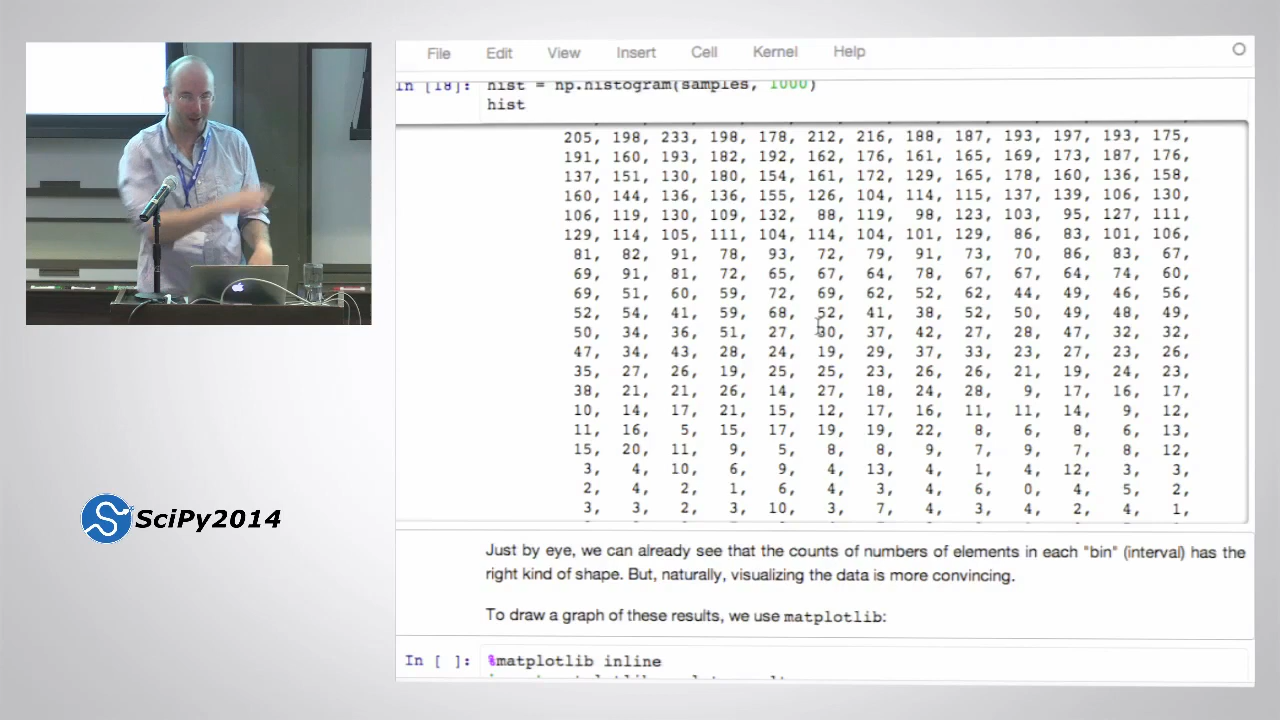 File Edit View Insert Cell Kernel Help
In [18]: hist = np.histogram(samples, 1000)
hist
205, 198, 233, 198, 178, 212, 216, 188, 187, 193, 197, 193, 175,
191, 160, 193, 182, 192, 162, 176, 161, 165, 169, 173, 187, 176,
137, 151, 130, 180, 154, 161, 172, 129, 165, 178, 160, 136, 158,
160, 144, 136, 136, 155, 126, 104, 114, 115, 137, 139, 106, 130,
106, 119, 130, 109, 132, 88, 119, 98, 123, 103, 95, 127, 111,
129, 114, 105, 111, 104, 114, 104, 101, 129, 86, 83, 101, 106,
81, 82, 91, 78, 93, 72, 79, 91, 73, 70, 86, 83, 67,
69, 91, 81, 72, 65, 67, 64, 78, 67, 67, 64, 74, 60,
69, 51, 60, 59, 72, 69, 62, 52, 62, 44, 49, 46, 56,
52, 54, 41, 59, 68, 52, 41, 38, 52, 50, 49, 48, 49,
50, 34, 36, 51, 27, 30, 37, 42, 27, 28, 47, 32, 32,
47, 34, 43, 28, 24, 19, 29, 37, 33, 23, 27, 23, 26,
35, 27, 26, 19, 25, 25, 23, 26, 26, 21, 19, 24, 23,
38, 21, 21, 26, 14, 27, 18, 24, 28, 9, 17, 16, 17,
10, 14, 17, 21, 15, 12, 17, 16, 11, 11, 14, 9, 12,
11, 16, 5, 15, 17, 19, 19, 22, 8, 6, 8, 6, 13,
15, 20, 11, 9, 5, 8, 8, 9, 7, 9, 7, 8, 12,
3, 4, 10, 6, 9, 4, 13, 4, 1, 4, 12, 3, 3,
2, 4, 2, 1, 6, 4, 3, 4, 6, 0, 4, 5, 2,
3, 3, 2, 3, 10, 3, 7, 4, 3, 4, 2, 4, 1,
Just by eye, we can already see that the counts of numbers of elements in each "bin" (interval) has the
right kind of shape. But, naturally, visualizing the data is more convincing.
To draw a graph of these results, we use matplotlib:
In [ ]: %matplotlib inline
SciPy2014